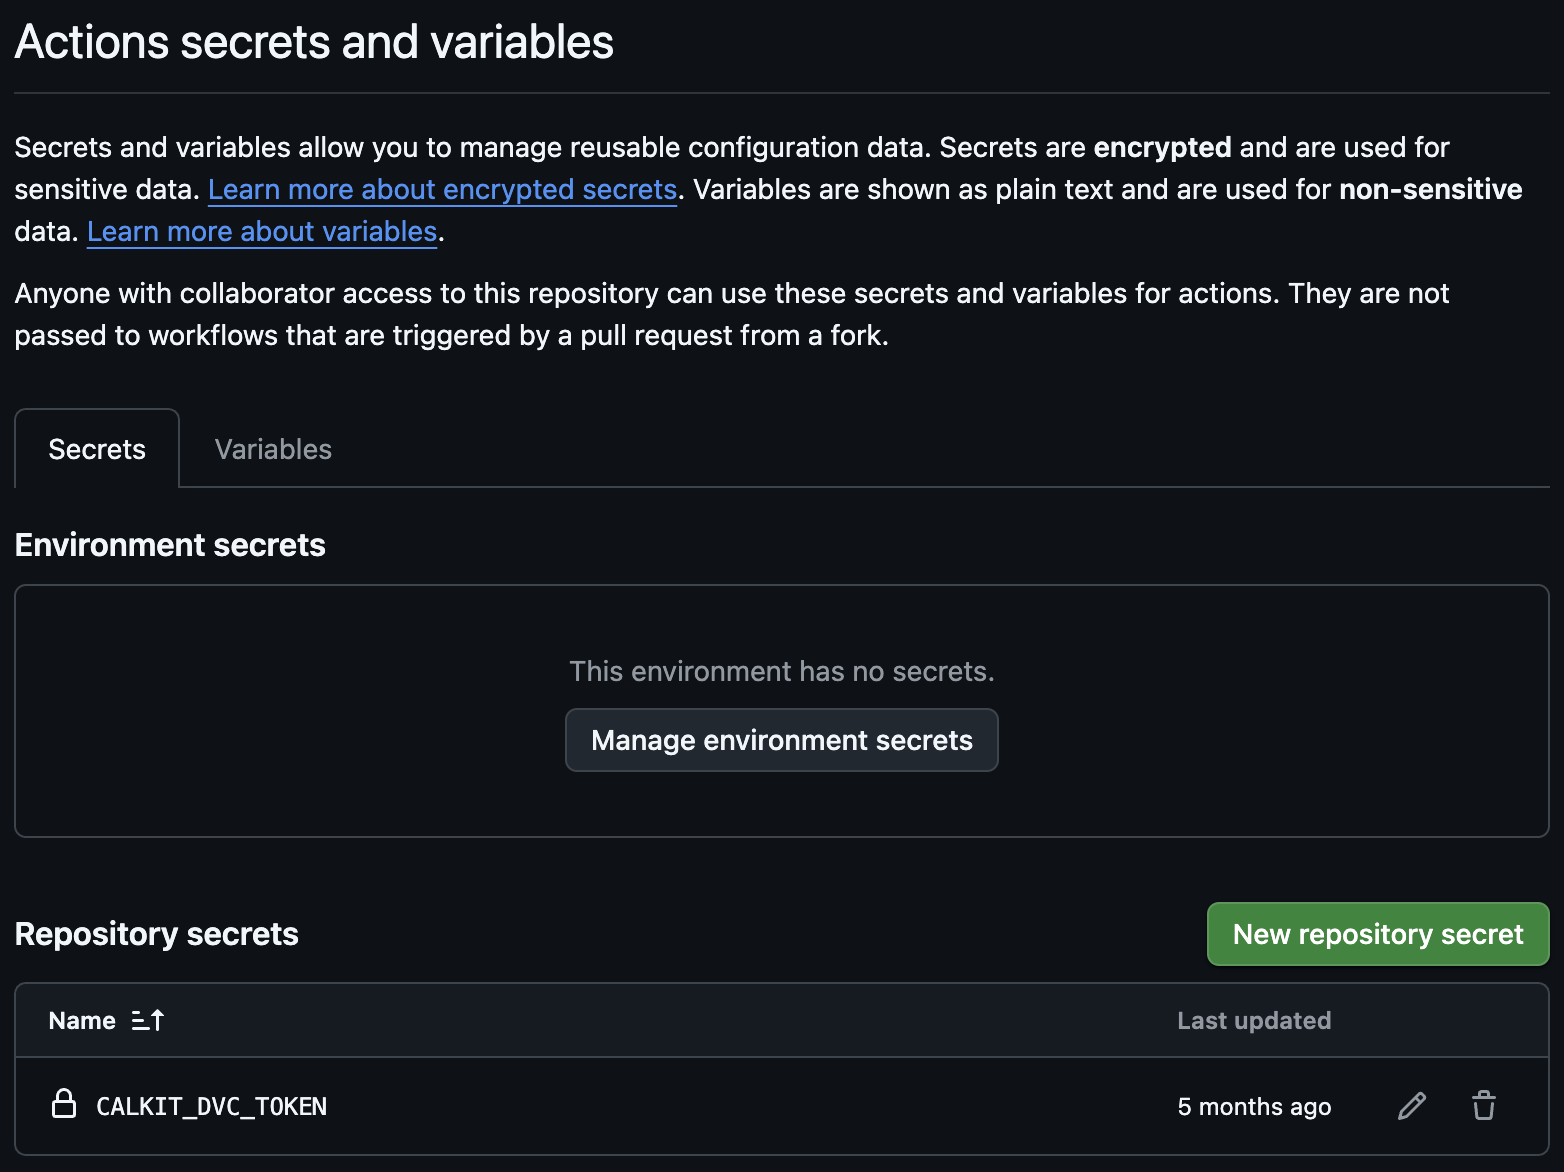 Actions secrets and variables
Secrets and variables allow you to manage reusable configuration data. Secrets are encrypted and are used for
sensitive data. Learn more about encrypted secrets. Variables are shown as plain text and are used for non-sensitive
data. Learn more about variables.
Anyone with collaborator access to this repository can use these secrets and variables for actions. They are not
passed to workflows that are triggered by a pull request from a fork.
Secrets Variables
Environment secrets
This environment has no secrets.
Manage environment secrets
Repository secrets New repository secret
Name Last updated
CALKIT_DVC_TOKEN 5 months ago